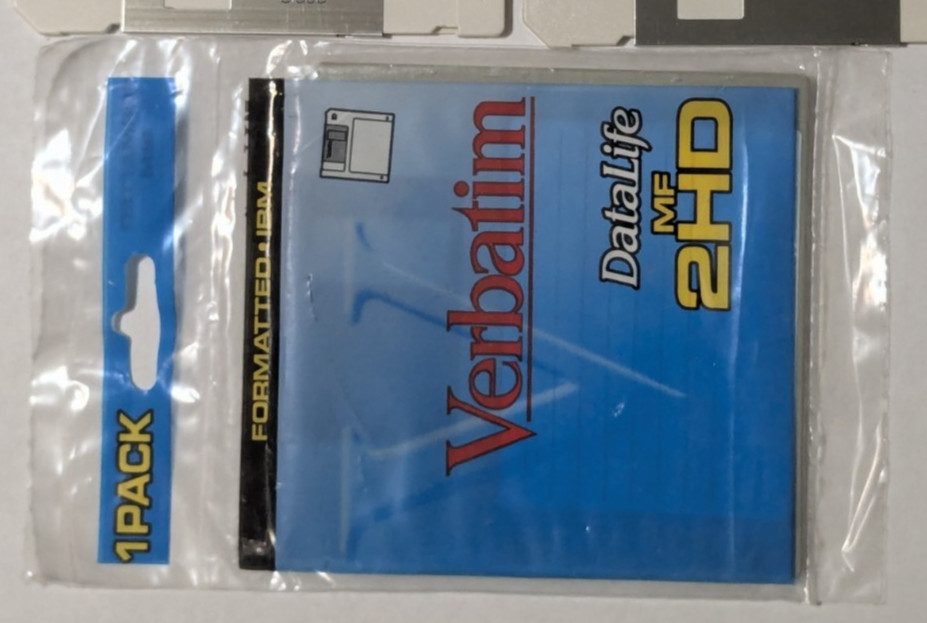 1PACK
FORMATTED • IBM
Verbatim
DataLife
MF
2HD